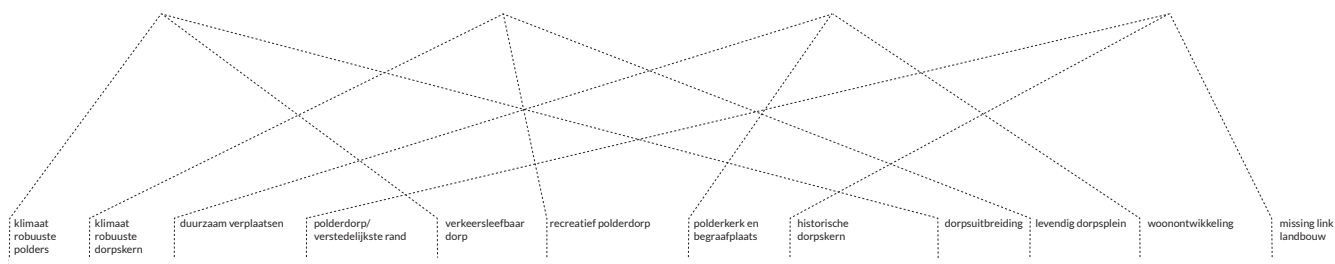 klimaat
robuuste
polders
klimaat
robuuste
dorpskern
duurzaam verplaatsen
polderdorp/
verstedelijkste rand
verkeersleefbaar
dorp
recreatief polderdorp
polderkerk en
begraafplaats
historische
dorpskern
dorpsuitbreiding
levendig dorpsplein
woonontwikkeling
missing link
landbouw